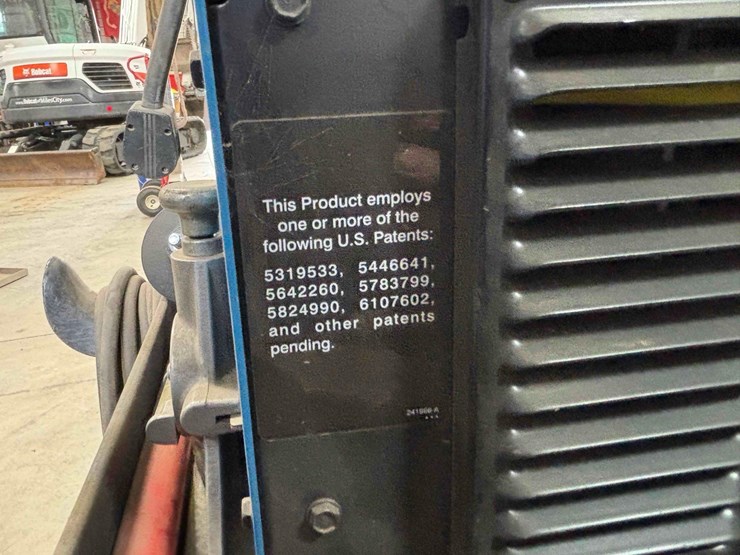 Bobcat
This Product employs
one or more of the
following U.S. Patents:
5319533, 5446641,
5642260, 5783799,
5824990, 6107602,
and other patents
pending.